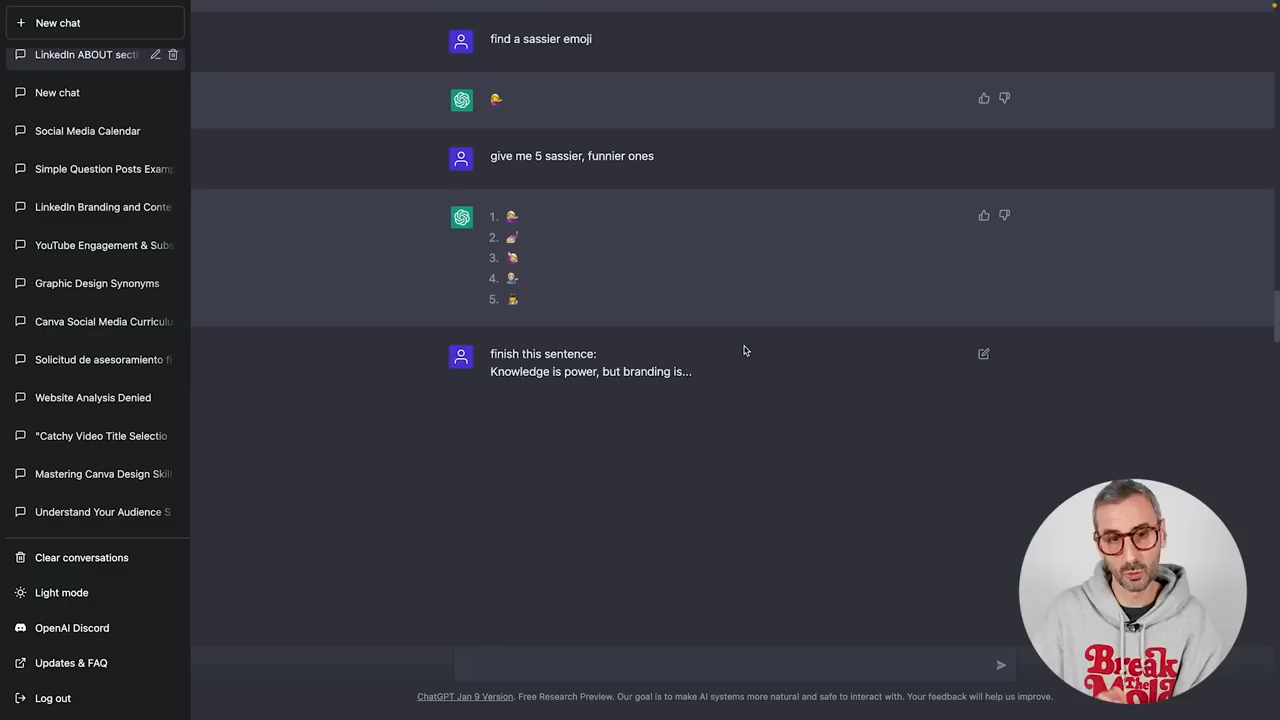 New chat
LinkedIn ABOUT secti
New chat
Social Media Calendar
Simple Question Posts Examp
LinkedIn Branding and Conte
YouTube Engagement & Subs
Graphic Design Synonyms
Canva Social Media Curriculu
Solicitud de asesoramiento fi
Website Analysis Denied
"Catchy Video Title Selectio
Mastering Canva Design Skill
Understand Your Audience S
Clear conversations
Light mode
OpenAI Discord
Updates & FAQ
Log out
find a sassier emoji
give me 5 sassier, funnier ones
1.
2.
3.
4.
5.
finish this sentence:
Knowledge is power, but branding is...
ChatGPT Jan 9 Version. Free Research Preview. Our goal is to make AI systems more natural and safe to interact with. Your feedback will help us improve.
Break
The
Mold